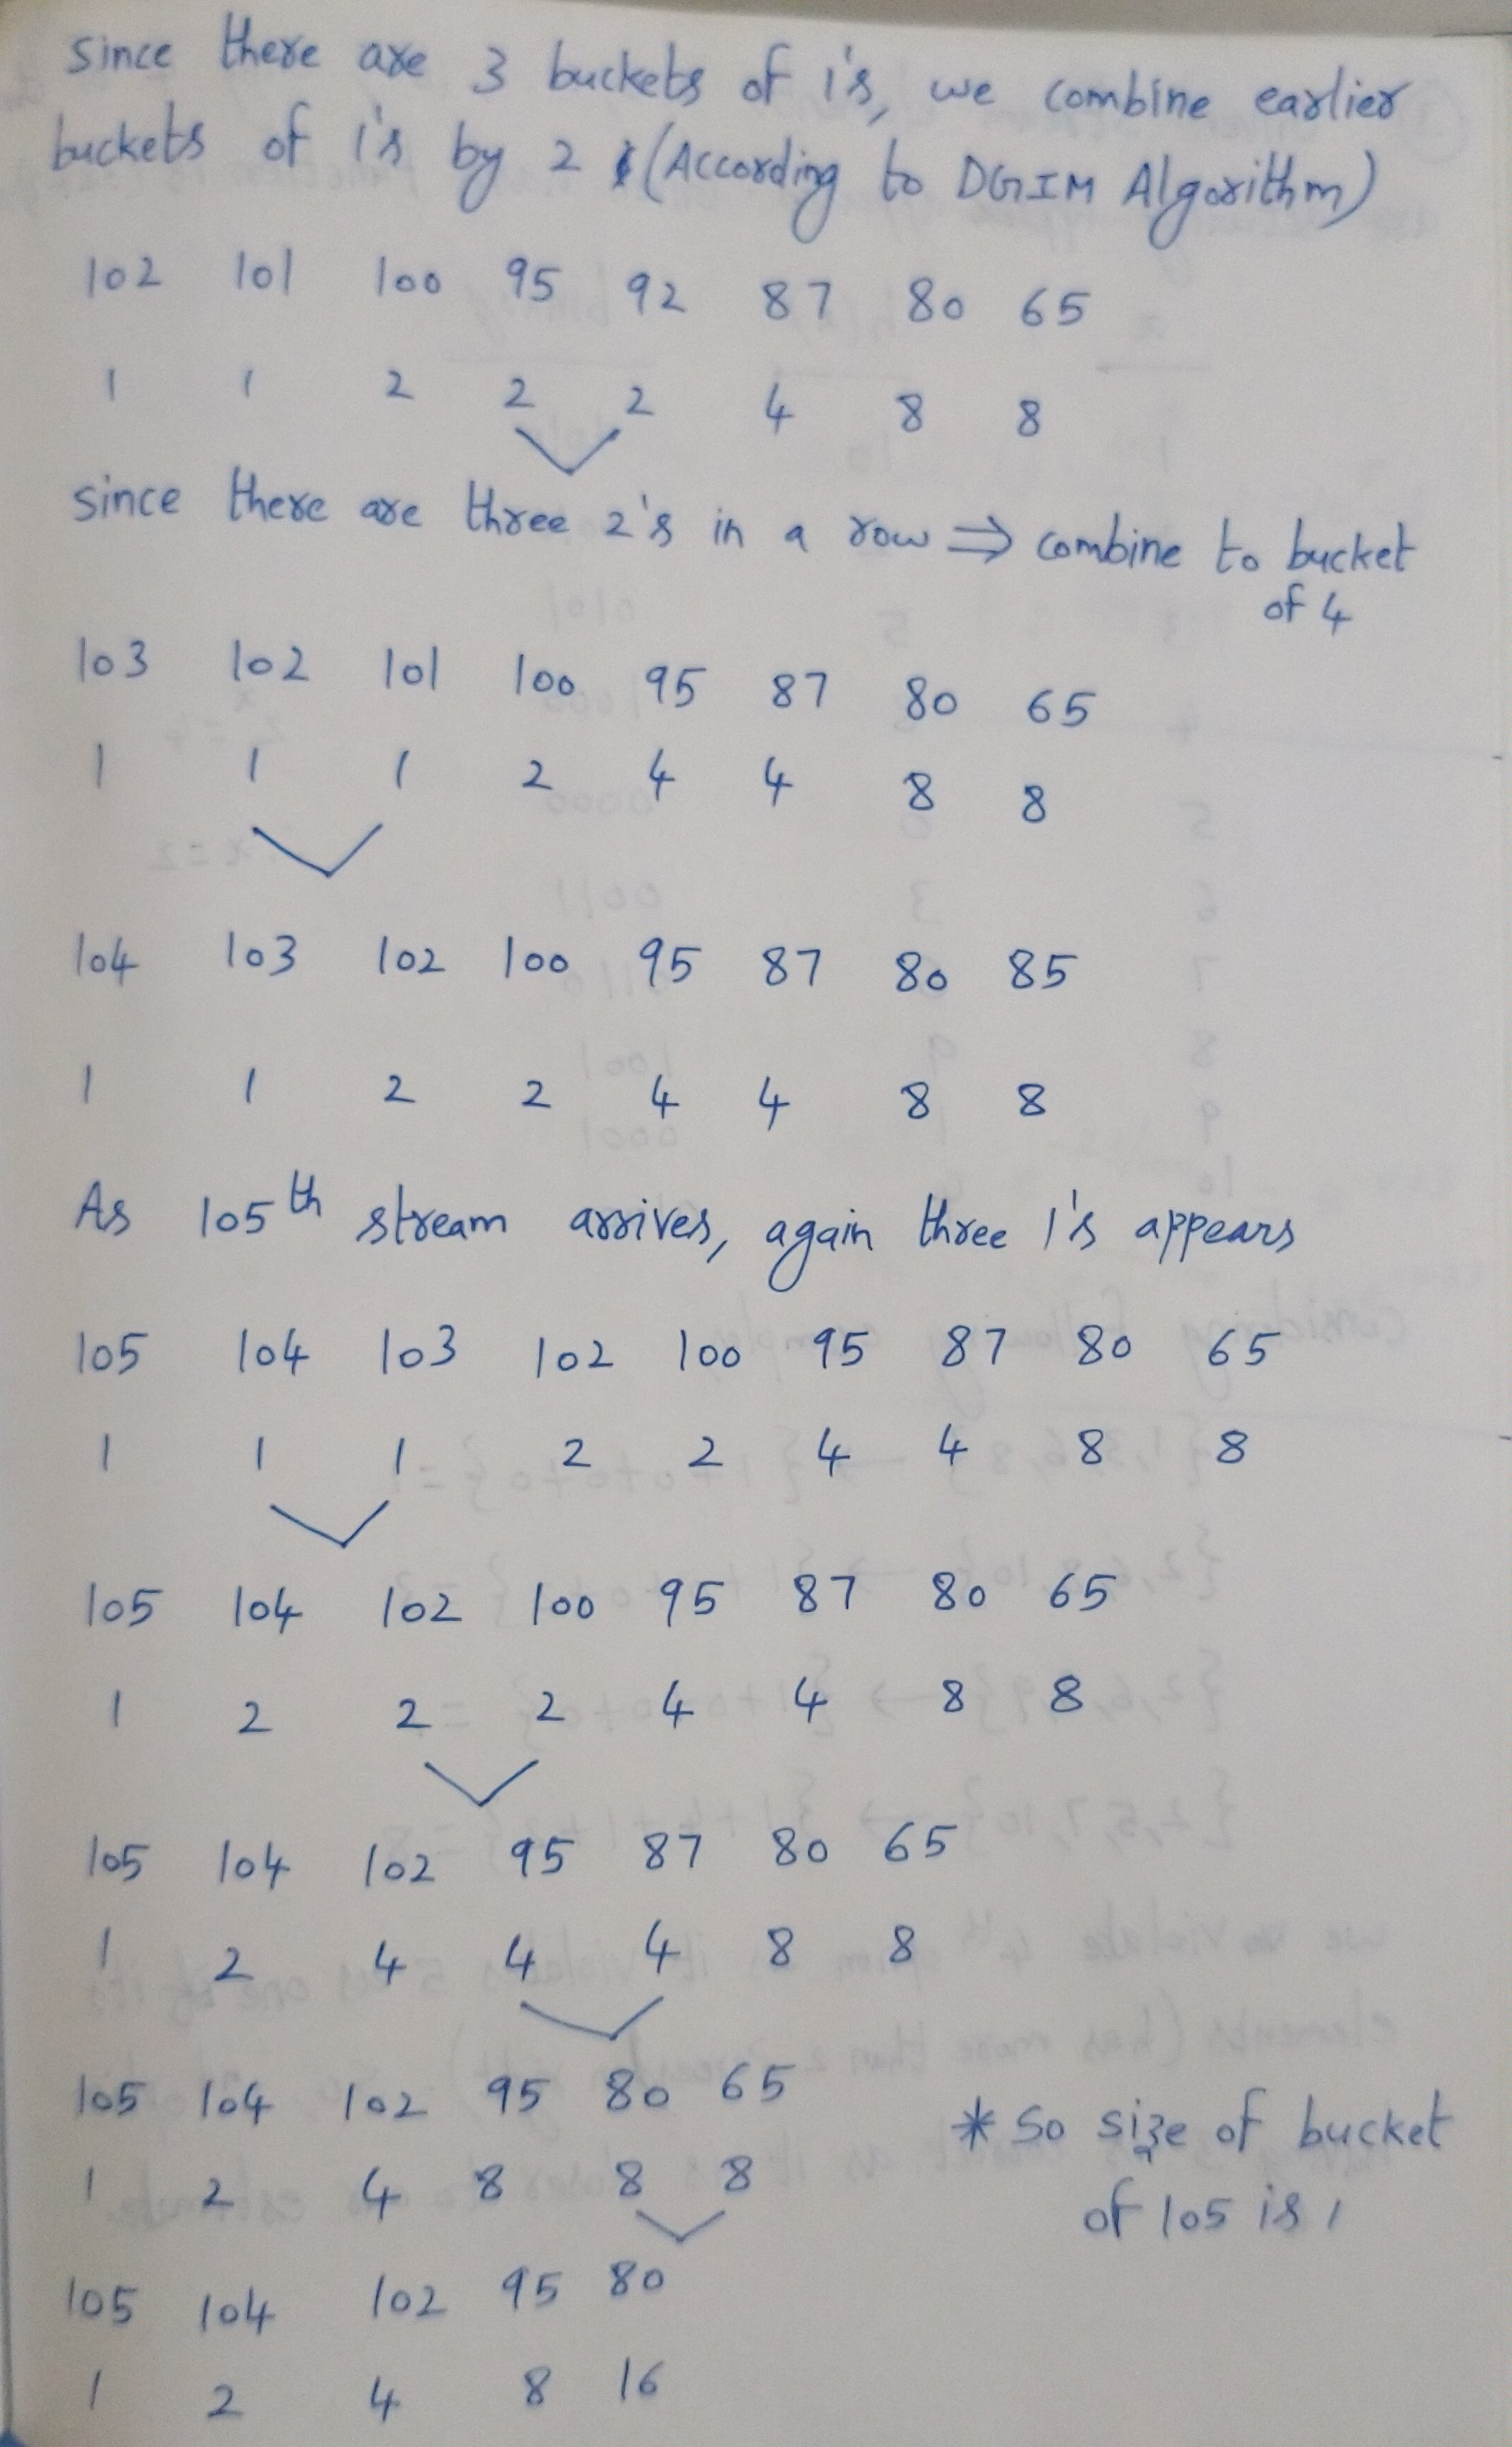 since there are 3 buckets of 1's, we combine earlier
buckets of 1's by 2 (According to DGIM Algorithm)
102 101 100 95 92 87 80 65
1 1 2 2 2 4 8 8
since there are three 2's in a row ⇒ combine to bucket
of 4
103 102 101 100 95 87 80 65
1 1 1 2 4 4 8 8
104 103 102 100 95 87 80 85
1 1 2 2 4 4 8 8
As 105th stream arrives, again three 1's appears
105 104 103 102 100 95 87 80 65
1 1 1 2 2 4 4 8 8
105 104 102 100 95 87 80 65
1 2 2 2 4 4 8 8
105 104 102 95 87 80 65
1 2 4 4 4 8 8
105 104 102 95 80 65
1 2 4 8 8 8
* So size of bucket
of 105 is 1
105 104 102 95 80
1 2 4 8 16